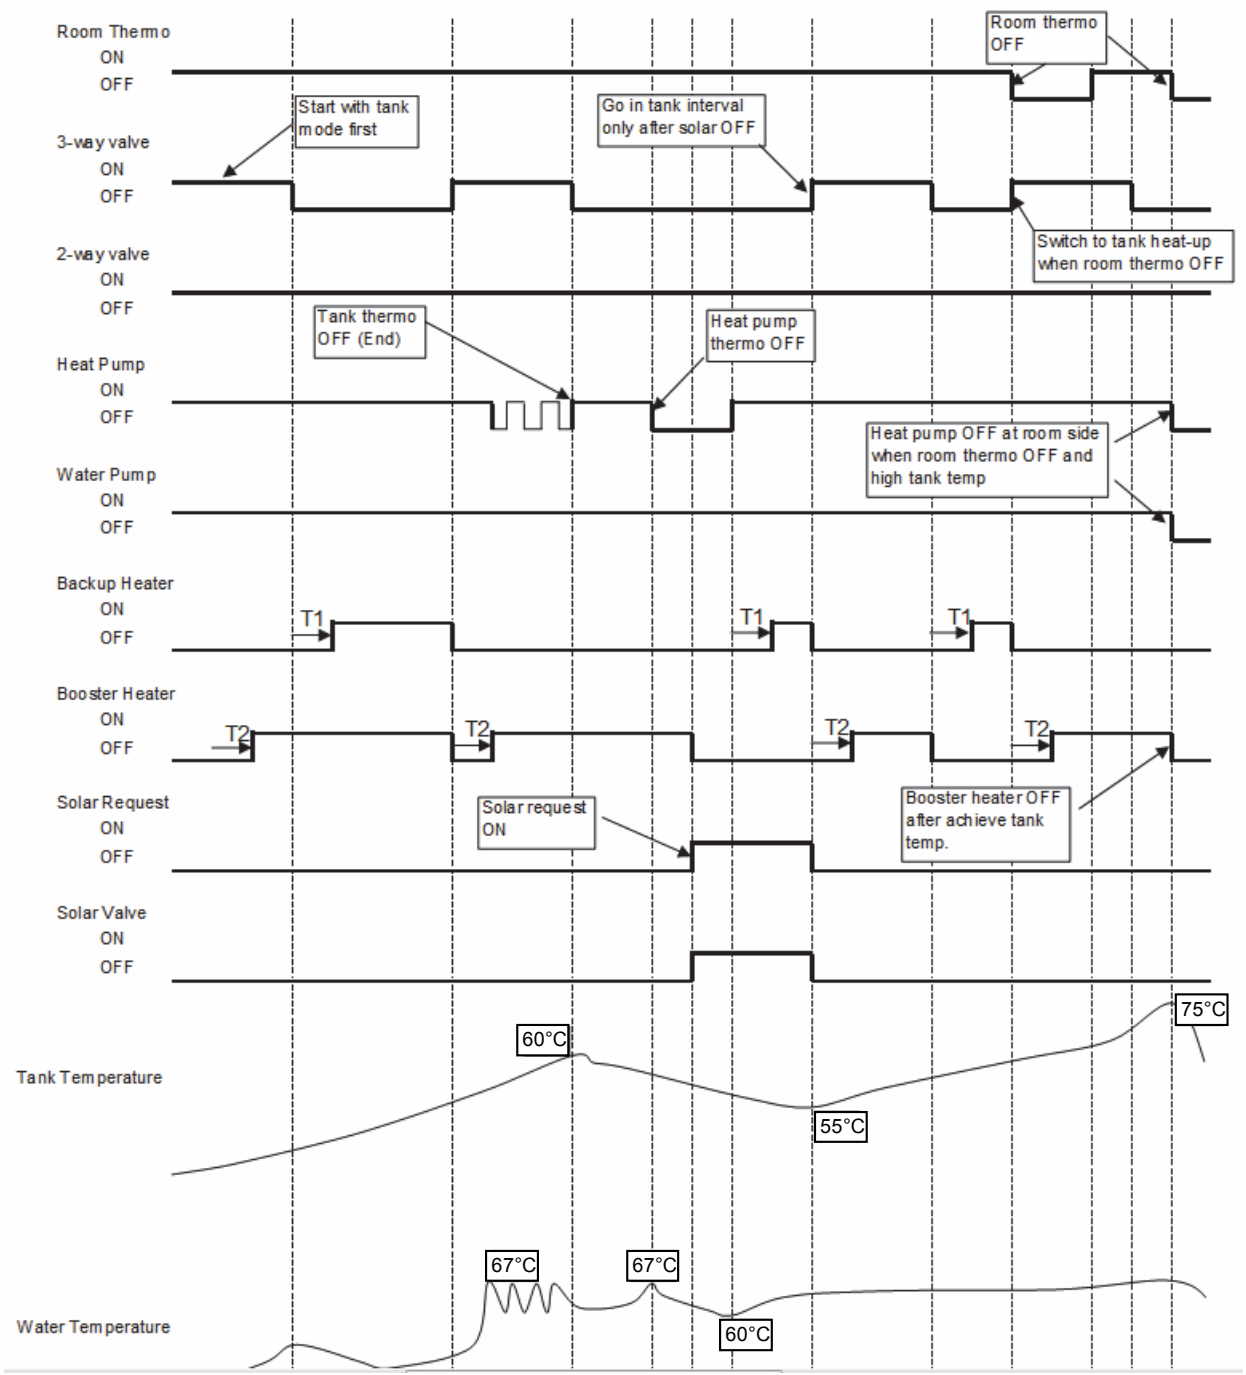 Room Thermo
ON
OFF
Room thermo
OFF
Start with tank
mode first
Go in tank interval
only after solar OFF
3-way valve
ON
OFF
Switch to tank heat-up
when room thermo OFF
2-way valve
ON
OFF
Tank thermo
OFF (End)
Heat pump
thermo OFF
Heat Pump
ON
OFF
Heat pump OFF at room side
when room thermo OFF and
high tank temp
Water Pump
ON
OFF
Backup Heater
ON
OFF
T1
T1
T1
Booster Heater
ON
OFF
T2
T2
T2
T2
Booster heater OFF
after achieve tank
temp.
Solar Request
ON
OFF
Solar request
ON
Solar Valve
ON
OFF
75°C
60°C
Tank Temperature
55°C
67°C
67°C
Water Temperature
60°C